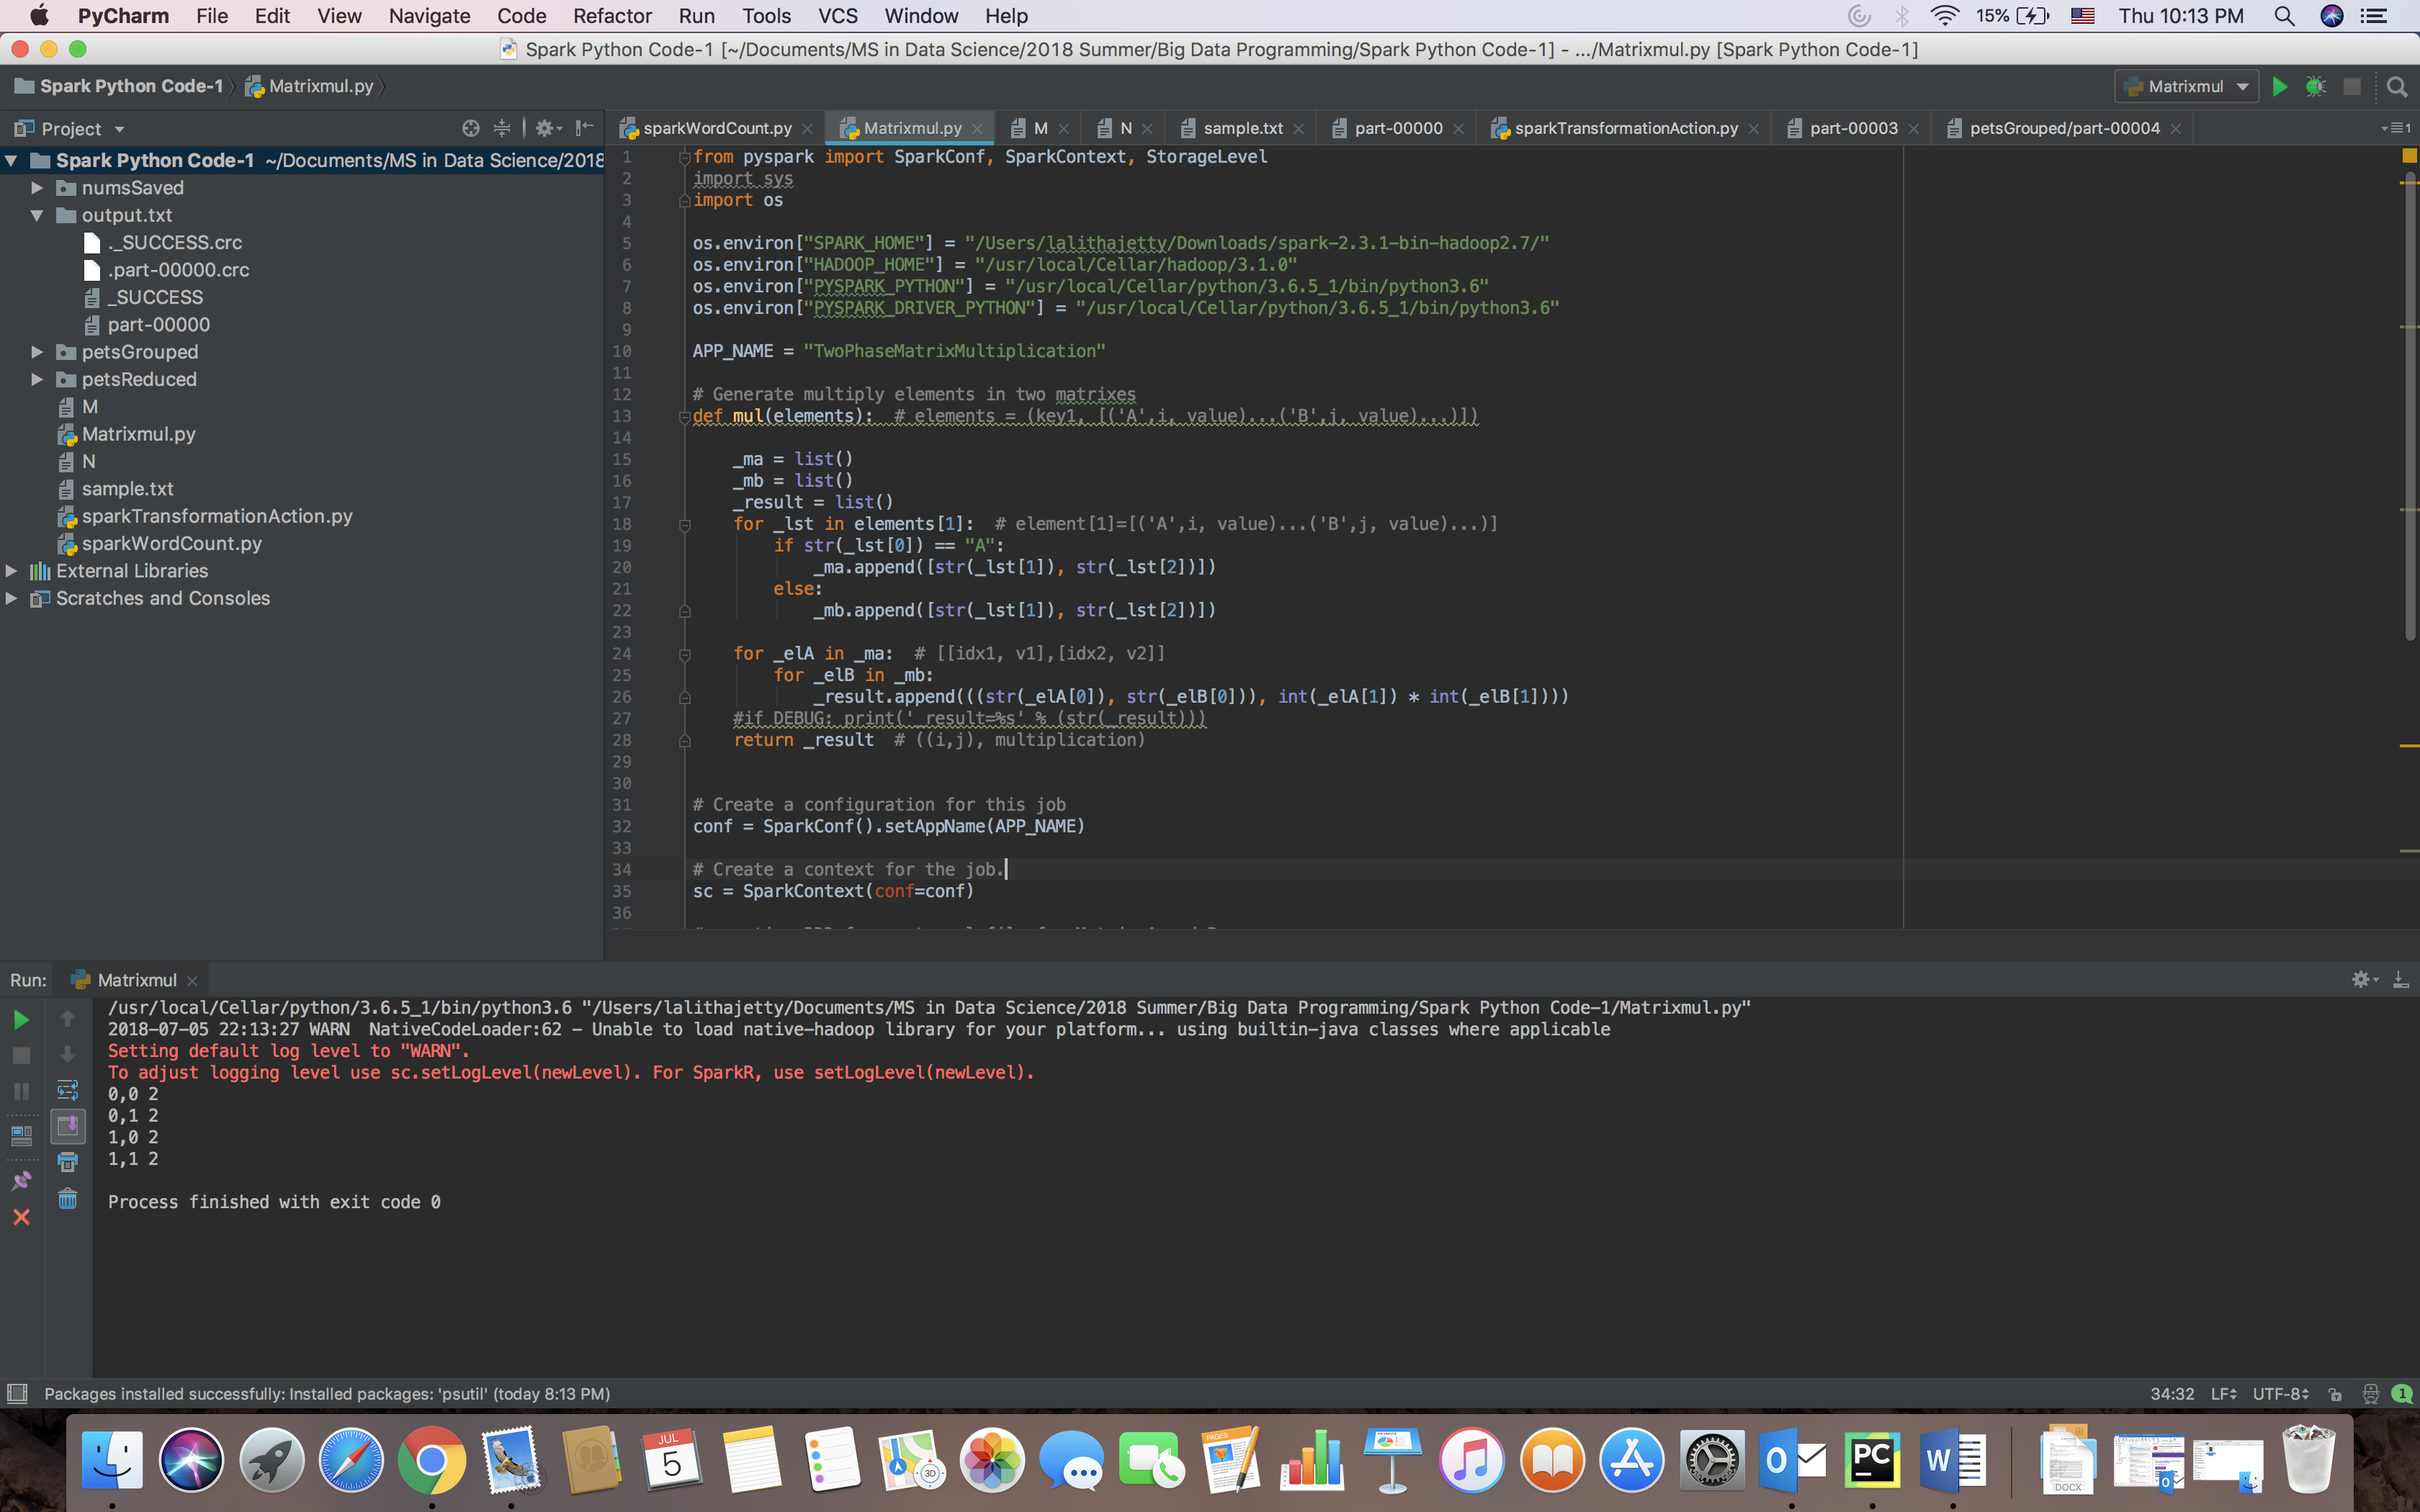 PyCharm File Edit View Navigate Code Refactor Run Tools VCS Window Help 15% Thu 10:13 PM
Spark Python Code-1 [~/Documents/MS in Data Science/2018 Summer/Big Data Programming/Spark Python Code-1] - .../Matrixmul.py [Spark Python Code-1]
Spark Python Code-1 Matrixmul.py Matrixmul
Project
sparkWordCount.py Matrixmul.py M N sample.txt part-00000 sparkTransformationAction.py part-00003 petsGrouped/part-00004 1
Spark Python Code-1 ~/Documents/MS in Data Science/2018
numsSaved
output.txt
._SUCCESS.crc
.part-00000.crc
_SUCCESS
part-00000
petsGrouped
petsReduced
M
Matrixmul.py
N
sample.txt
sparkTransformationAction.py
sparkWordCount.py
External Libraries
Scratches and Consoles
1 from pyspark import SparkConf, SparkContext, StorageLevel
2 import sys
3 import os
4
5 os.environ["SPARK_HOME"] = "/Users/lalithajetty/Downloads/spark-2.3.1-bin-hadoop2.7/"
6 os.environ["HADOOP_HOME"] = "/usr/local/Cellar/hadoop/3.1.0"
7 os.environ["PYSPARK_PYTHON"] = "/usr/local/Cellar/python/3.6.5_1/bin/python3.6"
8 os.environ["PYSPARK_DRIVER_PYTHON"] = "/usr/local/Cellar/python/3.6.5_1/bin/python3.6"
9
10 APP_NAME = "TwoPhaseMatrixMultiplication"
11
12 # Generate multiply elements in two matrixes
13 def mul(elements): # elements = (key1, [('A',i, value)...('B',j, value)...)])
14
15 _ma = list()
16 _mb = list()
17 _result = list()
18 for _lst in elements[1]: # element[1]=[('A',i, value)...('B',j, value)...)]
19 if str(_lst[0]) == "A":
20 _ma.append([str(_lst[1]), str(_lst[2])])
21 else:
22 _mb.append([str(_lst[1]), str(_lst[2])])
23
24 for _elA in _ma: # [[idx1, v1],[idx2, v2]]
25 for _elB in _mb:
26 _result.append(((str(_elA[0]), str(_elB[0])), int(_elA[1]) * int(_elB[1])))
27 #if DEBUG: print('_result=%s' % (str(_result)))
28 return _result # ((i,j), multiplication)
29
30
31 # Create a configuration for this job
32 conf = SparkConf().setAppName(APP_NAME)
33
34 # Create a context for the job.
35 sc = SparkContext(conf=conf)
36
Run: Matrixmul
/usr/local/Cellar/python/3.6.5_1/bin/python3.6 "/Users/lalithajetty/Documents/MS in Data Science/2018 Summer/Big Data Programming/Spark Python Code-1/Matrixmul.py"
2018-07-05 22:13:27 WARN NativeCodeLoader:62 - Unable to load native-hadoop library for your platform... using builtin-java classes where applicable
Setting default log level to "WARN".
To adjust logging level use sc.setLogLevel(newLevel). For SparkR, use setLogLevel(newLevel).
0,0 2
0,1 2
1,0 2
1,1 2
Process finished with exit code 0
Packages installed successfully: Installed packages: 'psutil' (today 8:13 PM) 34:32 LF UTF-8 1
JUL
5
3D
PAGES
PC
W
DOCX